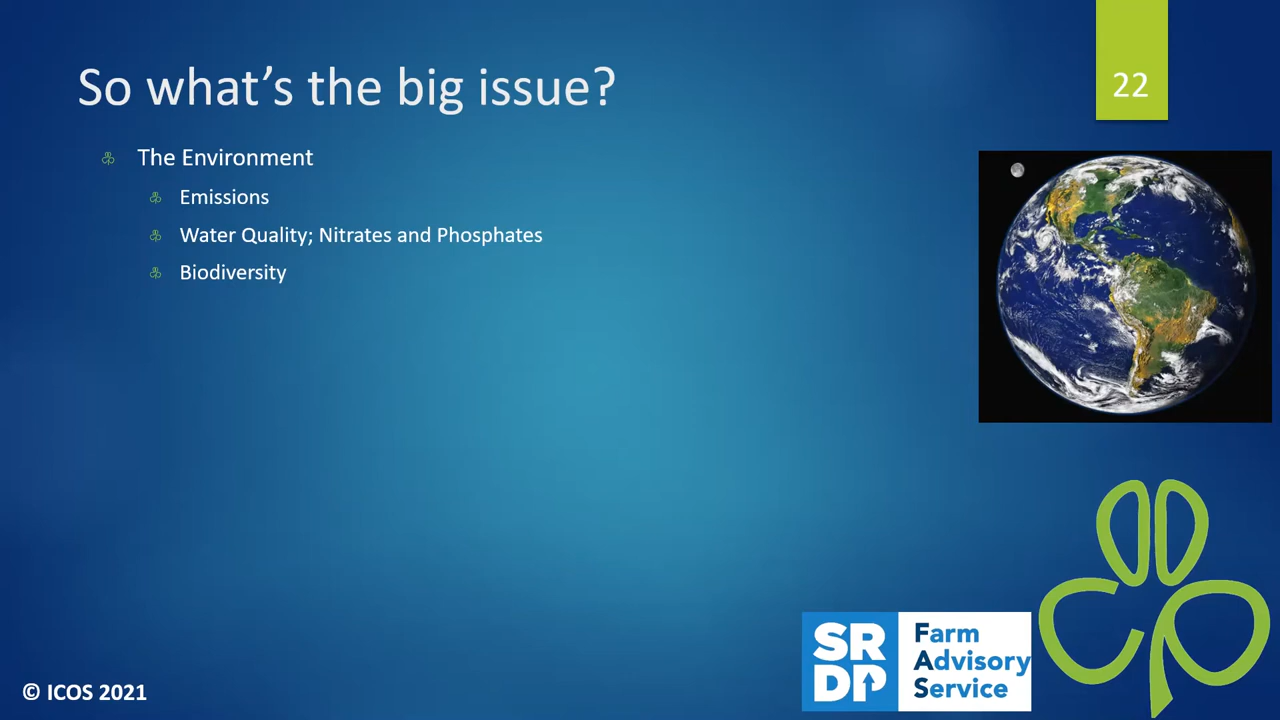 So what's the big issue?
22
The Environment
Emissions
Water Quality; Nitrates and Phosphates
Biodiversity
SR
DP
Farm
Advisory
Service
© ICOS 2021